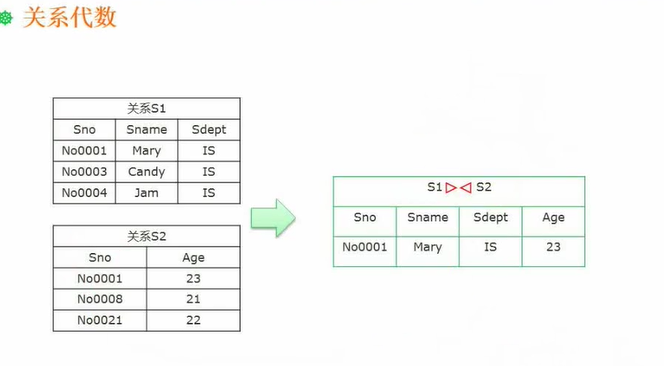 关系代数
关系S1
Sno Sname Sdept
No0001 Mary IS
No0003 Candy IS
No0004 Jam IS
关系S2
Sno Age
No0001 23
No0008 21
No0021 22
S1 ▷◁ S2
Sno Sname Sdept Age
No0001 Mary IS 23